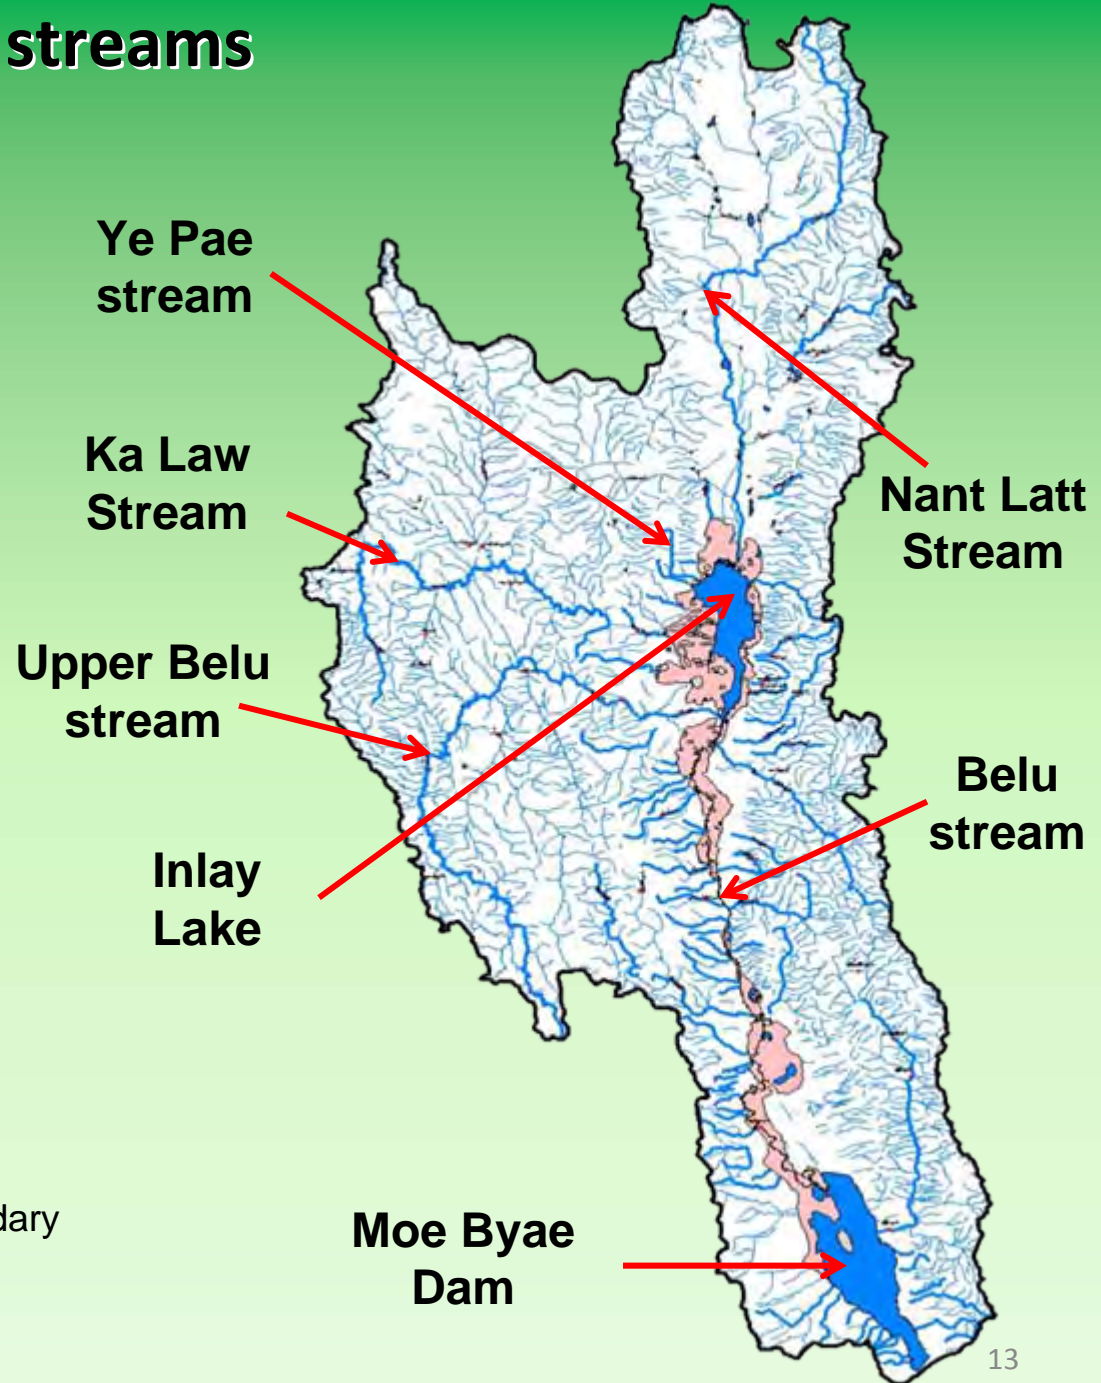 streams
Ye Pae
stream
Ka Law
Stream
Nant Latt
Stream
Upper Belu
stream
Belu
stream
Inlay
Lake
dary
Moe Byae
Dam
13